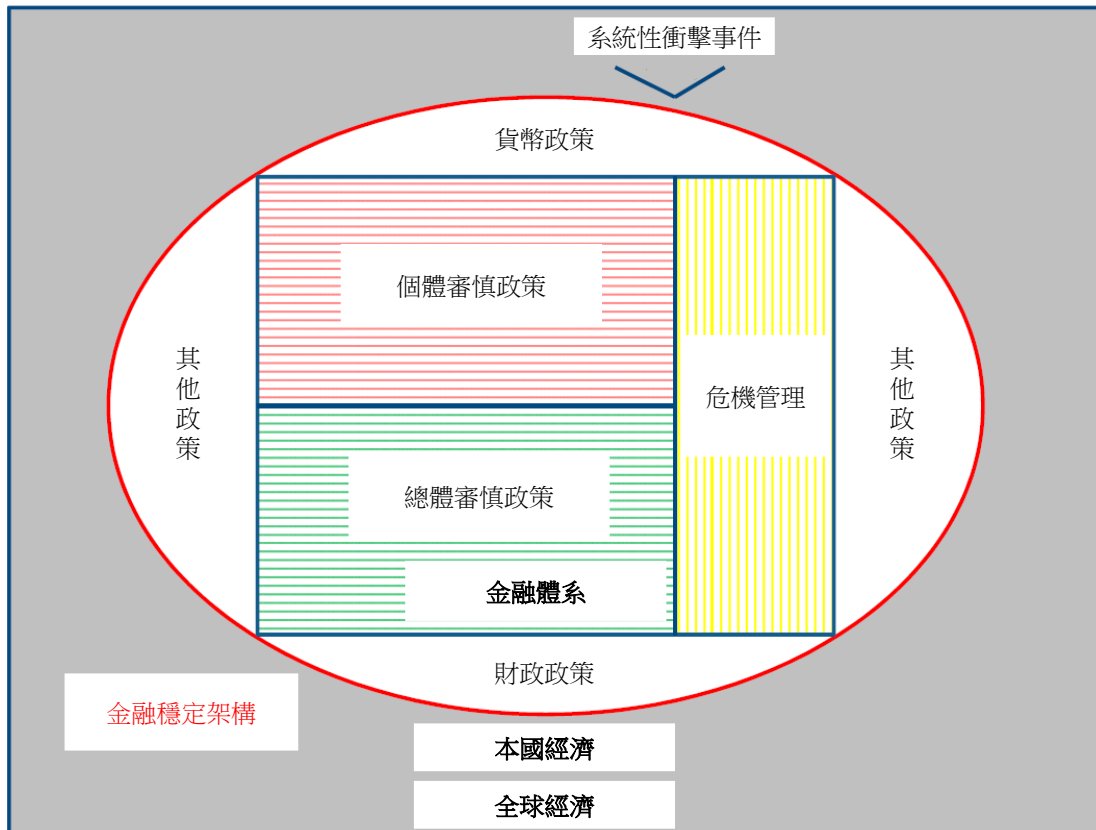 系統性衝擊事件
貨幣政策
個體審慎政策
其他政策
危機管理
其他政策
總體審慎政策
金融體系
財政政策
金融穩定架構
本國經濟
全球經濟